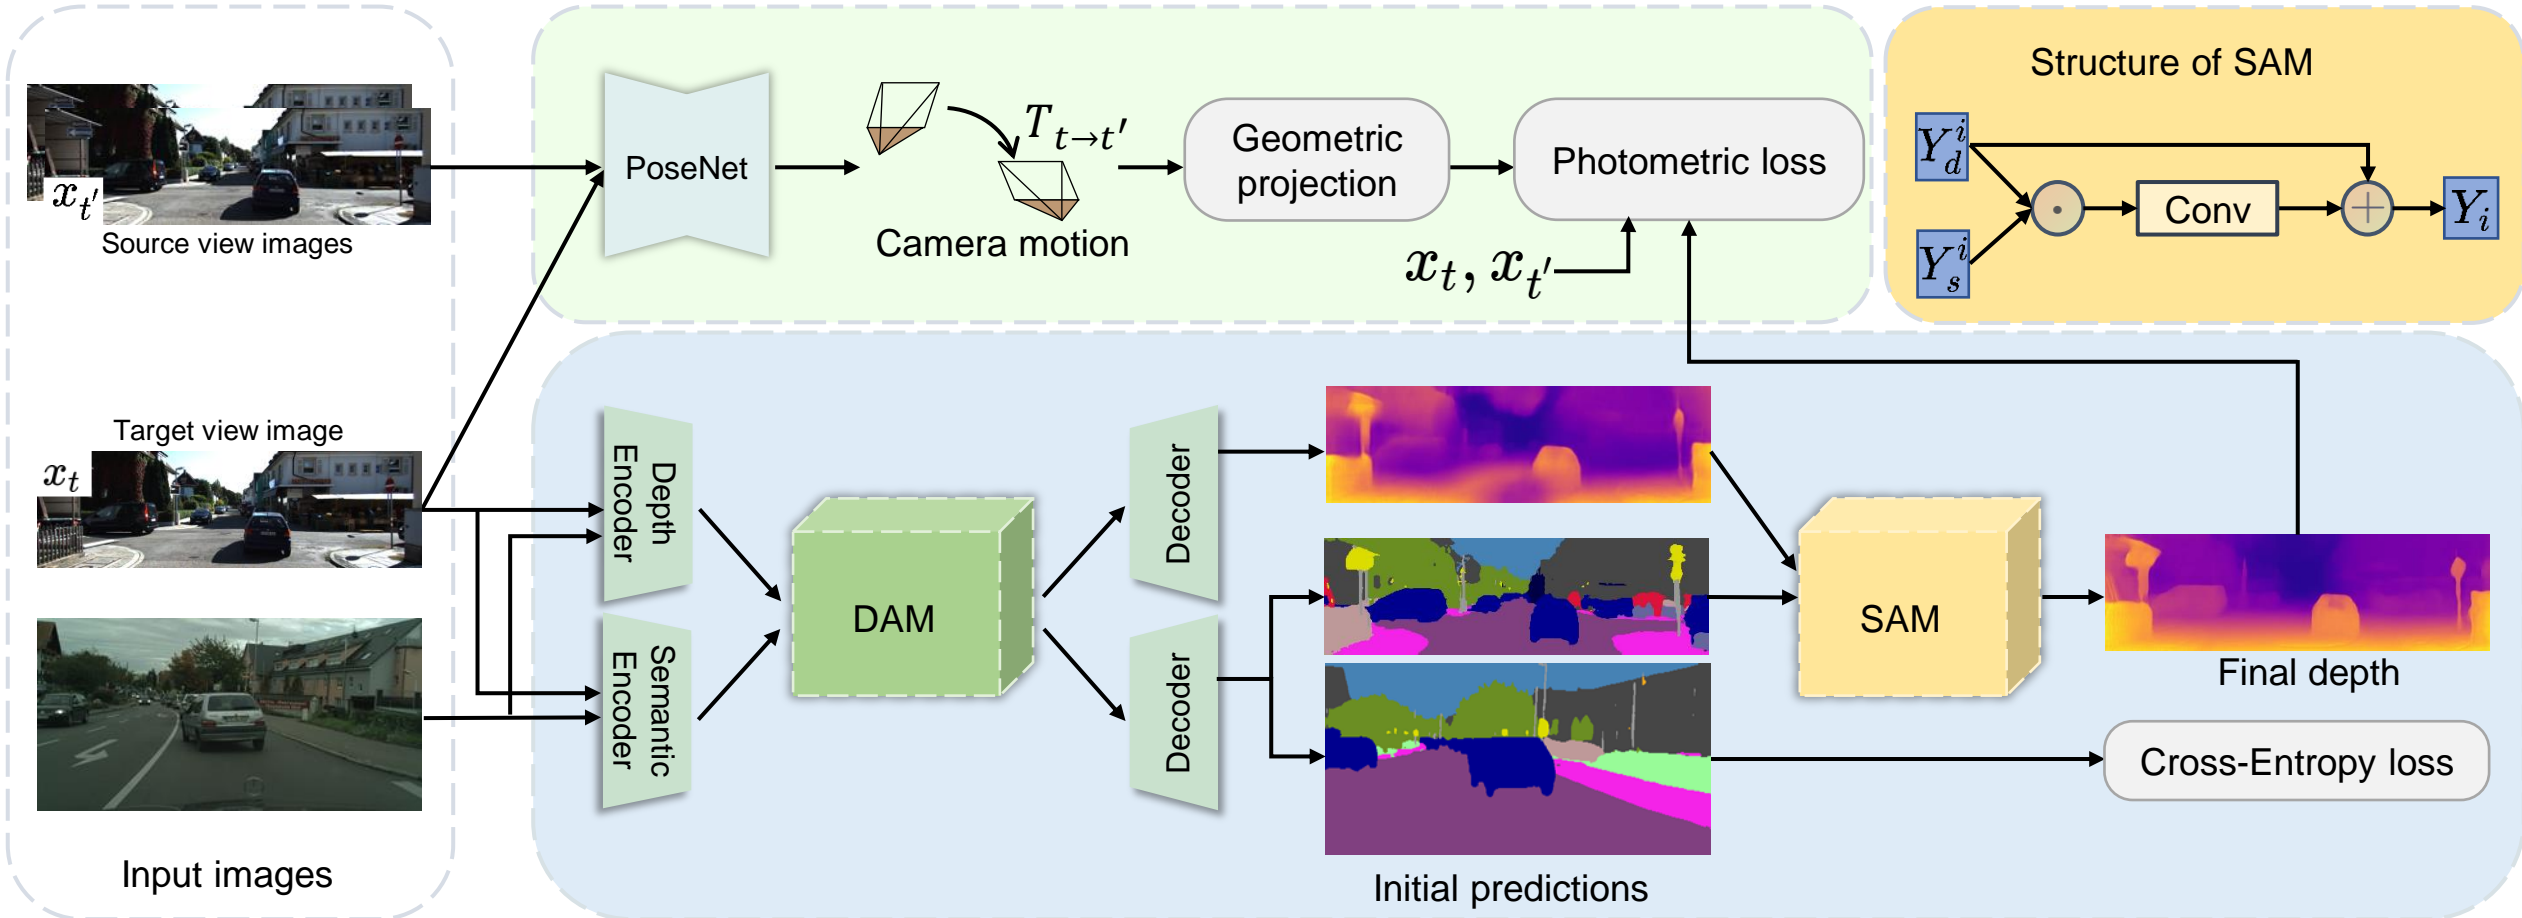 Source view images
x_{t'}
Target view image
x_t
Input images
PoseNet
T_{t→t'}
Camera motion
Geometric
projection
Photometric loss
x_t, x_{t'}
Structure of SAM
Y_d^i
Y_s^i
·
Conv
+
Y_i
Depth
Encoder
Semantic
Encoder
DAM
Decoder
Decoder
Initial predictions
SAM
Final depth
Cross-Entropy loss